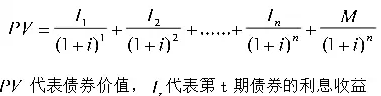 PV = I₁/(1+i)¹ + I₂/(1+i)² + ...... + Iₙ/(1+i)ⁿ + M/(1+i)ⁿ
PV 代表债券价值，Iₜ代表第 t 期债券的利息收益